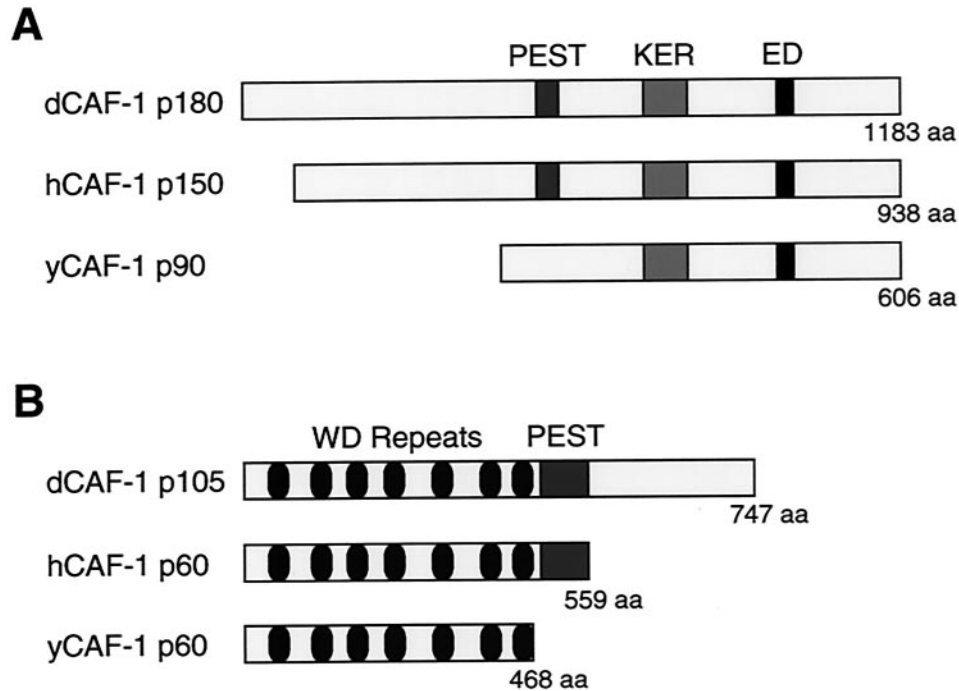 A
PEST KER ED
dCAF-1 p180
1183 aa
hCAF-1 p150
938 aa
yCAF-1 p90
606 aa
B
WD Repeats PEST
dCAF-1 p105
747 aa
hCAF-1 p60
559 aa
yCAF-1 p60
468 aa